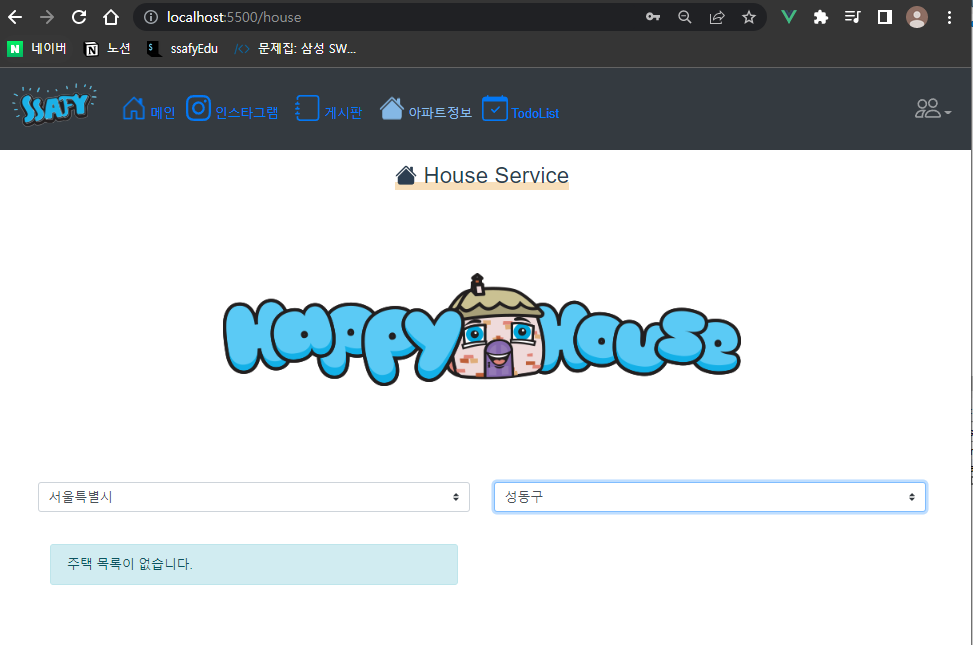 localhost:5500/house
N 네이버 노션 ssafyEdu 문제집: 삼성 SW...
SSAFY 메인 인스타그램 게시판 아파트정보 TodoList
House Service
Happy House
서울특별시 성동구
주택 목록이 없습니다.